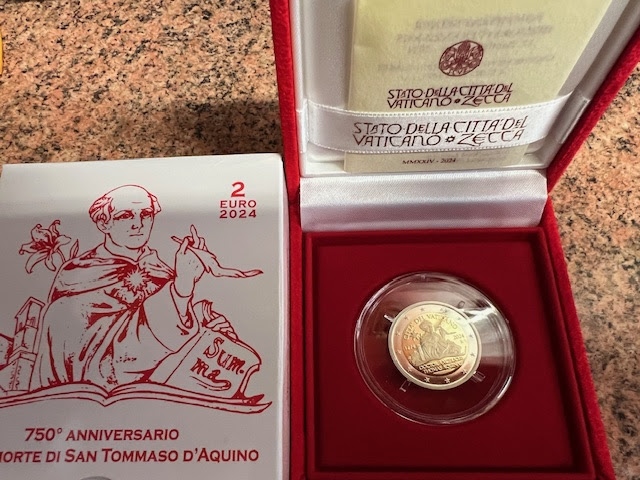 2
EURO
2024
Sum
ma
750° ANNIVERSARIO
MORTE DI SAN TOMMASO D'AQUINO
STATO DELLA CITTÀ DEL
VATICANO ZECCA
STATO DELLA CITTÀ DEL
VATICANO ZECCA
MMXXIV - 2024